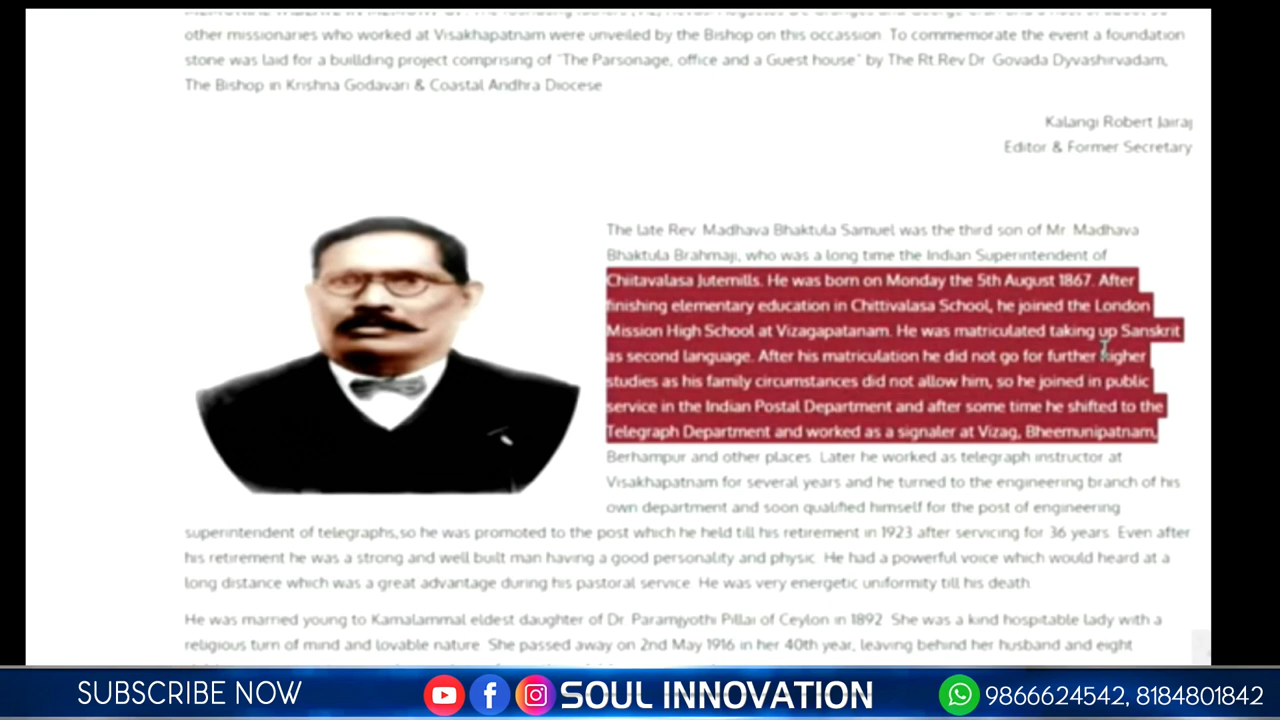 other missionaries who worked at Visakhapatnam were unveiled by the Bishop on this occassion. To commemorate the event a foundation
stone was laid for a buillding project comprising of "The Parsonage, office and a Guest house" by The Rt Rev Dr Govada Dyvashirvadam,
The Bishop in Krishna Godavari & Coastal Andhra Diocese
Kalangi Robert Jairaj
Editor & Former Secretary
The late Rev. Madhava Bhaktula Samuel was the third son of Mr. Madhava
Bhaktula Brahmaji, who was a long time the Indian Superintendent of
Chiitavalasa Jutemills. He was born on Monday the 5th August 1867. After
finishing elementary education in Chittivalasa School, he joined the London
Mission High School at Vizagapatanam. He was matriculated taking up Sanskrit
as second language. After his matriculation he did not go for further higher
studies as his family circumstances did not allow him, so he joined in public
service in the Indian Postal Department and after some time he shifted to the
Telegraph Department and worked as a signaler at Vizag, Bheemunipatnam,
Berhampur and other places. Later he worked as telegraph instructor at
Visakhapatnam for several years and he turned to the engineering branch of his
own department and soon qualified himself for the post of engineering
superintendent of telegraphs,so he was promoted to the post which he held till his retirement in 1923 after servicing for 36 years. Even after
his retirement he was a strong and well built man having a good personality and physic. He had a powerful voice which would heard at a
long distance which was a great advantage during his pastoral service. He was very energetic uniformity till his death
He was married young to Kamalammal eldest daughter of Dr. Paramjyothi Pillai of Ceylon in 1892. She was a kind hospitable lady with a
religious turn of mind and lovable nature. She passed away on 2nd May 1916 in her 40th year, leaving behind her husband and eight
SUBSCRIBE NOW
SOUL INNOVATION
9866624542, 8184801842